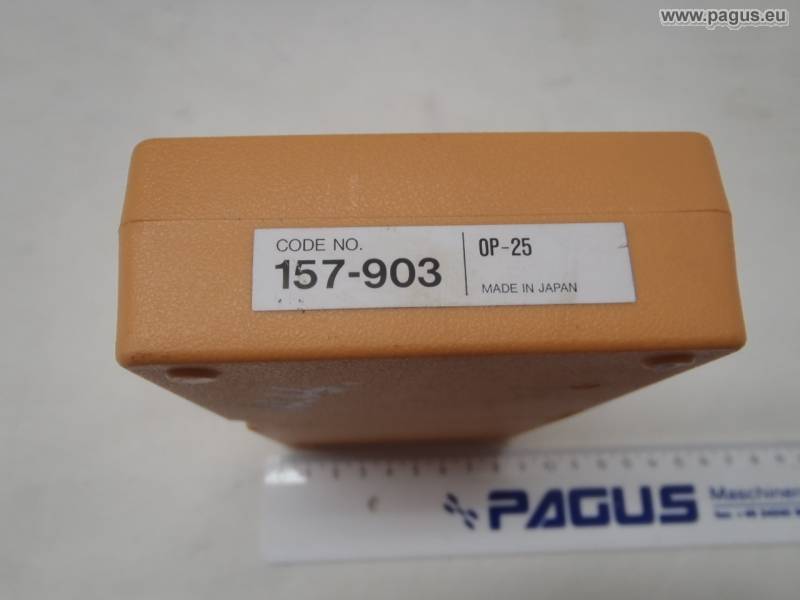 www.pagus.eu
CODE NO.
157-903
OP-25
MADE IN JAPAN
PAGUS
Maschinen